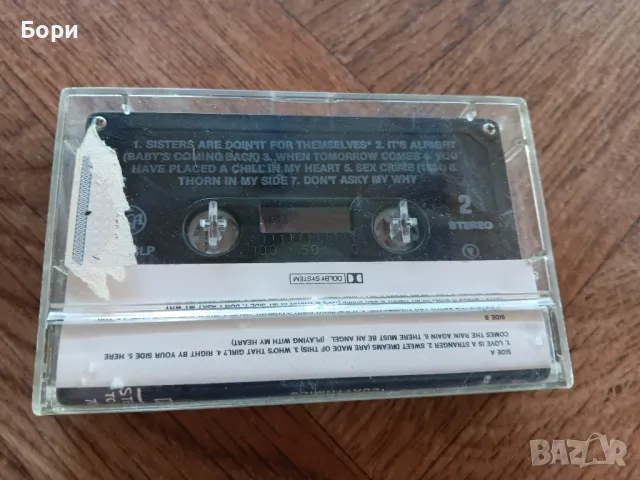 Бори
1. SISTERS ARE DOIN'IT FOR THEMSELVES* 2. IT'S ALRIGHT
(BABY'S COMING BACK) 3. WHEN TOMORROW COMES 4. YOU
HAVE PLACED A CHILL IN MY HEART 5. SEX CRIME (1984) 6.
THORN IN MY SIDE 7. DON'T ASKY MY WHY
2
STEREO
100 50 0
DOLBY SYSTEM
SIDE B
COMES THE RAIN AGAIN 6. THERE MUST BE AN ANGEL (PLAYING WITH MY HEART)
1. LOVE IS A STRANGER 2. SWEET DREAMS (ARE MADE OF THIS) 3. WHO'S THAT GIRL? 4. RIGHT BY YOUR SIDE 5. HERE
SIDE A
BAZAR
bg